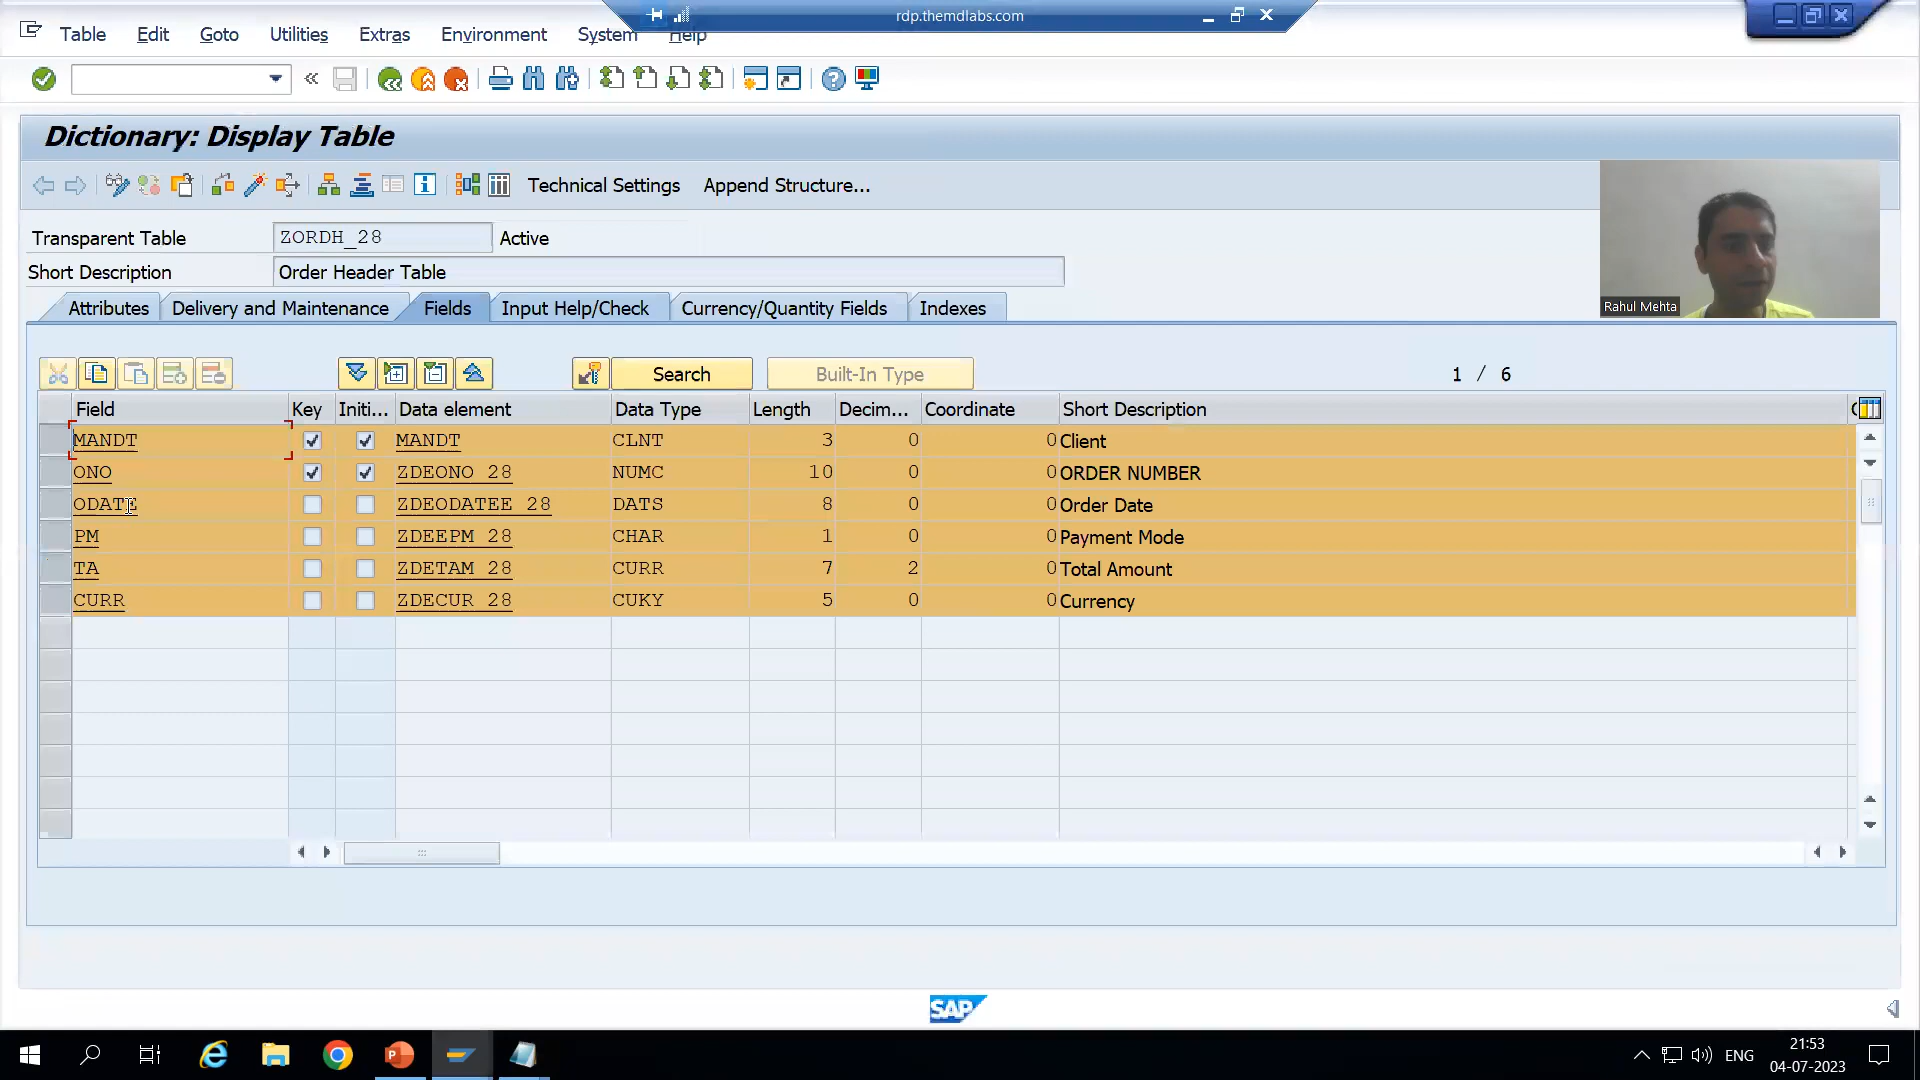 rdp.themdlabs.com
Table Edit Goto Utilities Extras Environment System Help
Dictionary: Display Table
Technical Settings Append Structure...
Transparent Table ZORDH_28 Active
Short Description Order Header Table
Rahul Mehta
Attributes Delivery and Maintenance Fields Input Help/Check Currency/Quantity Fields Indexes
Search Built-In Type 1 / 6
Field Key Initi... Data element Data Type Length Decim... Coordinate Short Description
MANDT MANDT CLNT 3 0 0 Client
ONO ZDEONO_28 NUMC 10 0 0 ORDER NUMBER
ODATE ZDEODATEE_28 DATS 8 0 0 Order Date
PM ZDEEPM_28 CHAR 1 0 0 Payment Mode
TA ZDETAM_28 CURR 7 2 0 Total Amount
CURR ZDECUR_28 CUKY 5 0 0 Currency
SAP
ENG
21:53
04-07-2023